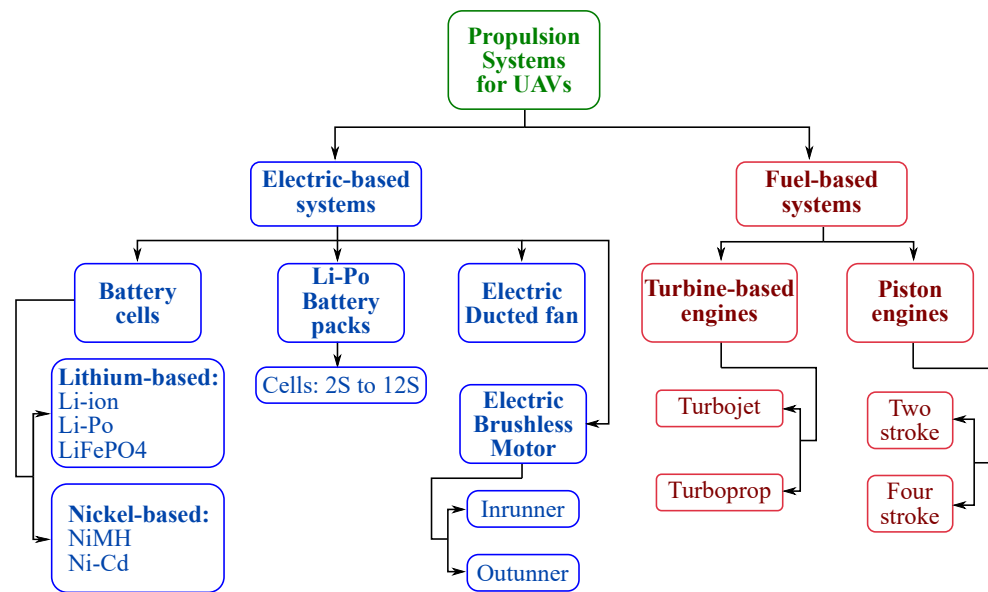 Propulsion
Systems
for UAVs
Electric-based
systems
Fuel-based
systems
Battery
cells
Li-Po
Battery
packs
Electric
Ducted fan
Turbine-based
engines
Piston
engines
Lithium-based:
Li-ion
Li-Po
LiFePO4
Cells: 2S to 12S
Electric
Brushless
Motor
Turbojet
Two
stroke
Turboprop
Four
stroke
Nickel-based:
NiMH
Ni-Cd
Inrunner
Outunner